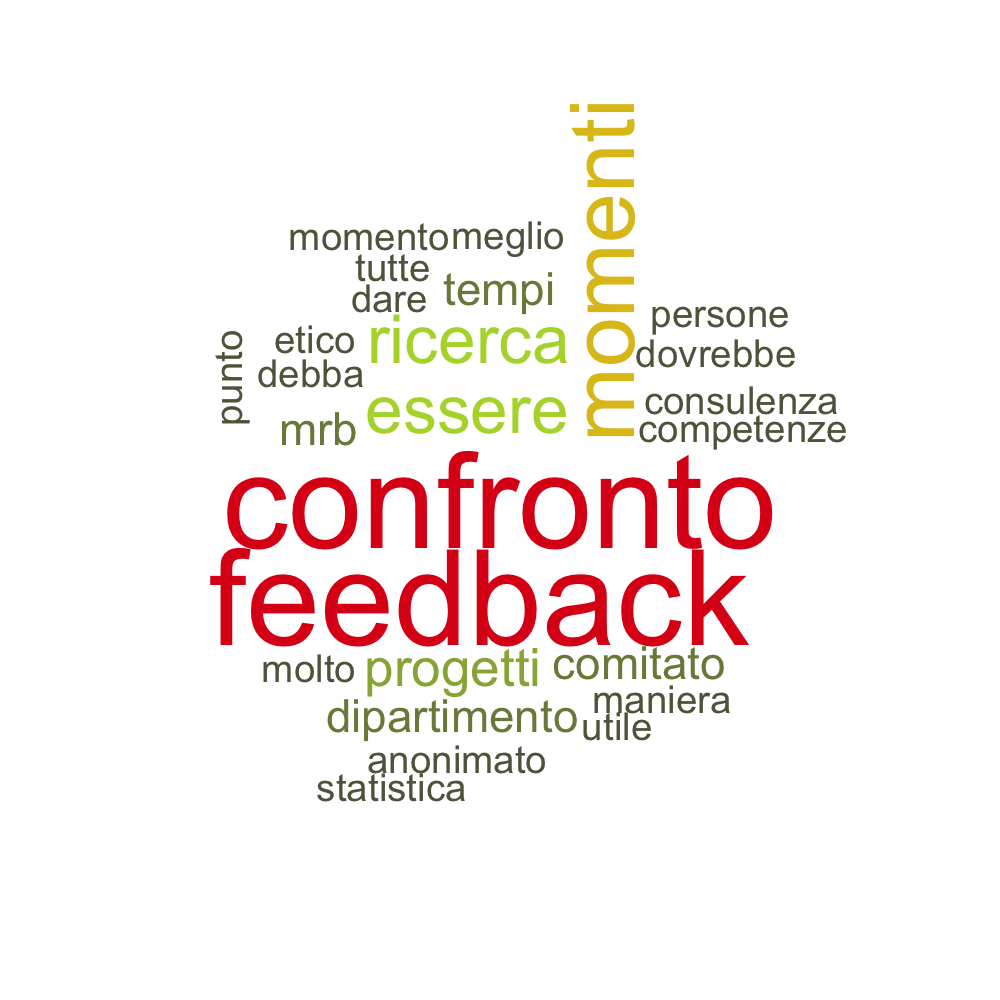 momenti
momento meglio
tutte
dare tempi
persone
punto
etico ricerca
dovrebbe
debba
essere
consulenza
mrb
competenze
confronto
feedback
molto progetti comitato
maniera
dipartimento utile
anonimato
statistica